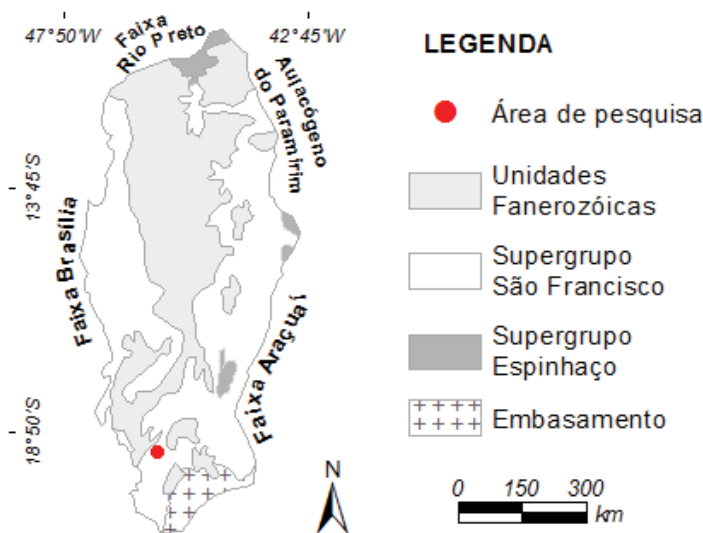 47°50'W
Faixa
Rio Preto
42°45'W
Aulacógeno
do Paramirim
13°45'S
Faixa Brasília
Faixa Araçuaí
18°50'S
N
LEGENDA
Área de pesquisa
Unidades
Fanerozóicas
Supergrupo
São Francisco
Supergrupo
Espinhaço
Embasamento
0 150 300
km